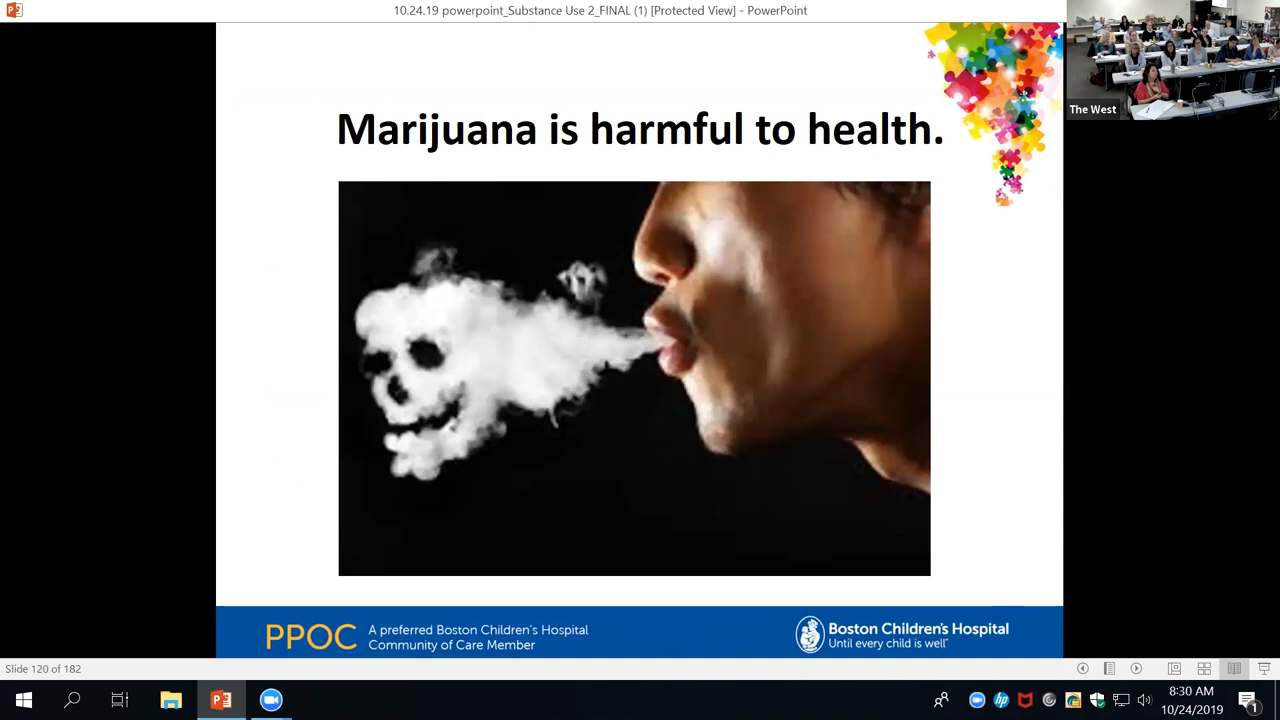 10.24.19 powerpoint_Substance Use 2_FINAL (1) [Protected View] - PowerPoint
The West
Marijuana is harmful to health.
PPOC
A preferred Boston Children's Hospital
Community of Care Member
Boston Children's Hospital
Until every child is well™
Slide 120 of 182
8:30 AM
10/24/2019
1